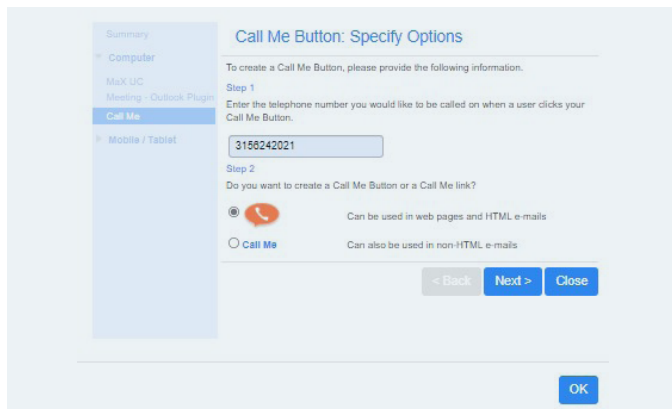 Summary
Computer
MaX UC
Meeting - Outlook Plugin
Call Me
Mobile / Tablet
Call Me Button: Specify Options
To create a Call Me Button, please provide the following information.
Step 1
Enter the telephone number you would like to be called on when a user clicks your
Call Me Button.
3156242021
Step 2
Do you want to create a Call Me Button or a Call Me link?
Can be used in web pages and HTML e-mails
Call Me Can also be used in non-HTML e-mails
< Back Next > Close
OK